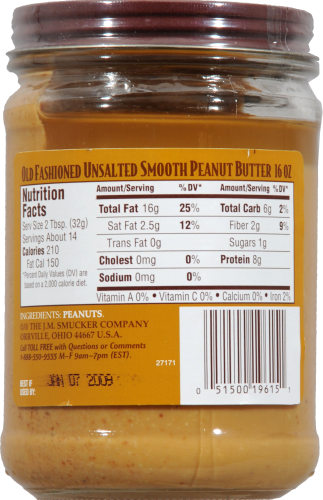 OLD FASHIONED UNSALTED SMOOTH PEANUT BUTTER 16 OZ
Nutrition
Facts
Serv Size 2 Tbsp. (32g)
Servings About 14
Calories 210
Fat Cal 150
*Percent Daily Values (DV) are
based on a 2,000 calorie diet.
Amount/Serving %DV*
Total Fat 16g 25%
Sat Fat 2.5g 12%
Trans Fat 0g
Cholest 0mg 0%
Sodium 0mg 0%
Amount/Serving %DV*
Total Carb 6g 2%
Fiber 2g 9%
Sugars 1g
Protein 8g
Vitamin A 0% • Vitamin C 0% • Calcium 0% • Iron 2%
INGREDIENTS: PEANUTS.
THE J.M. SMUCKER COMPANY
ORRVILLE, OHIO 44667 U.S.A.
Call TOLL FREE with Questions or Comments
1-888-550-9555 M–F 9am–7pm (EST).
27171
BEST IF
USED BY:
JAN 07 2009
0 51500 19615 1